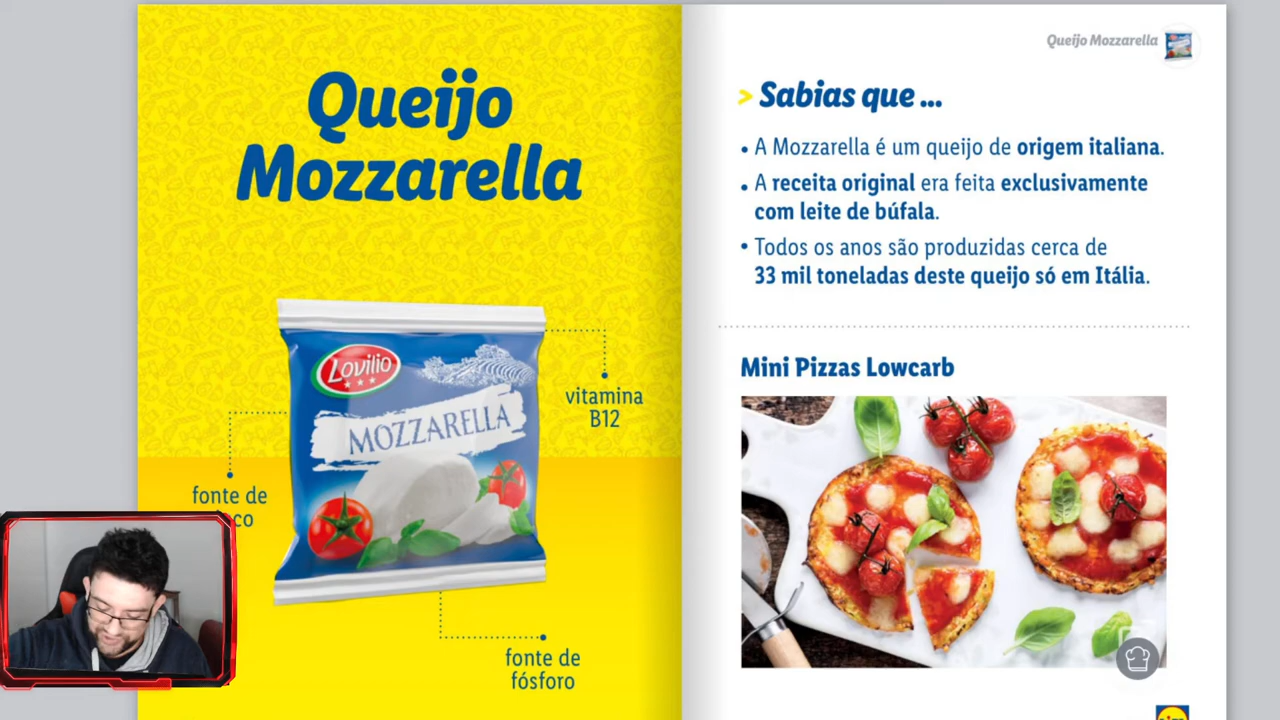 Queijo
Mozzarella
Lovilio
MOZZARELLA
vitamina
B12
fonte de
co
fonte de
fósforo
Queijo Mozzarella
> Sabias que ...
• A Mozzarella é um queijo de origem italiana.
• A receita original era feita exclusivamente
com leite de búfala.
• Todos os anos são produzidas cerca de
33 mil toneladas deste queijo só em Itália.
Mini Pizzas Lowcarb